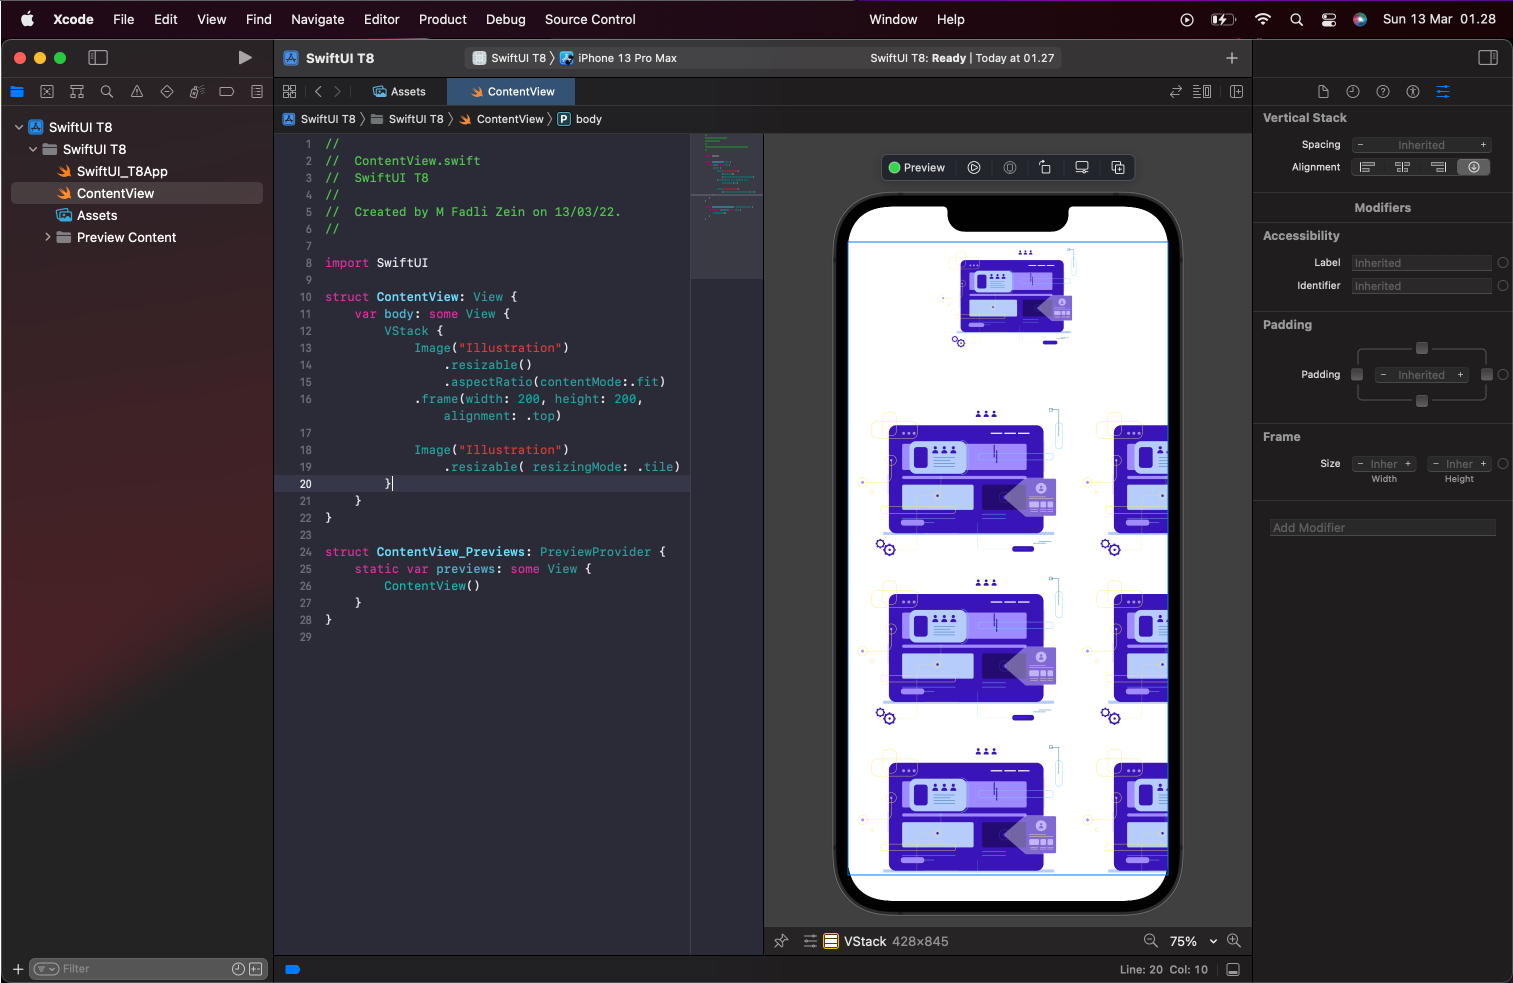 Xcode File Edit View Find Navigate Editor Product Debug Source Control Window Help Sun 13 Mar 01.28
SwiftUI T8 SwiftUI T8 iPhone 13 Pro Max SwiftUI T8: Ready | Today at 01.27
Assets ContentView
SwiftUI T8 SwiftUI T8 ContentView P body
SwiftUI T8
SwiftUI T8
SwiftUI_T8App
ContentView
Assets
Preview Content
Filter
1 //
2 // ContentView.swift
3 // SwiftUI T8
4 //
5 // Created by M Fadli Zein on 13/03/22.
6 //
7
8 import SwiftUI
9
10 struct ContentView: View {
11 var body: some View {
12 VStack {
13 Image("Illustration")
14 .resizable()
15 .aspectRatio(contentMode:.fit)
16 .frame(width: 200, height: 200,
alignment: .top)
17
18 Image("Illustration")
19 .resizable( resizingMode: .tile)
20 }
21 }
22 }
23
24 struct ContentView_Previews: PreviewProvider {
25 static var previews: some View {
26 ContentView()
27 }
28 }
29
Preview
VStack 428×845 75%
Line: 20 Col: 10
Vertical Stack
Spacing − Inherited +
Alignment
Modifiers
Accessibility
Label Inherited
Identifier Inherited
Padding
Padding − Inherited +
Frame
Size − Inher + − Inher +
Width Height
Add Modifier